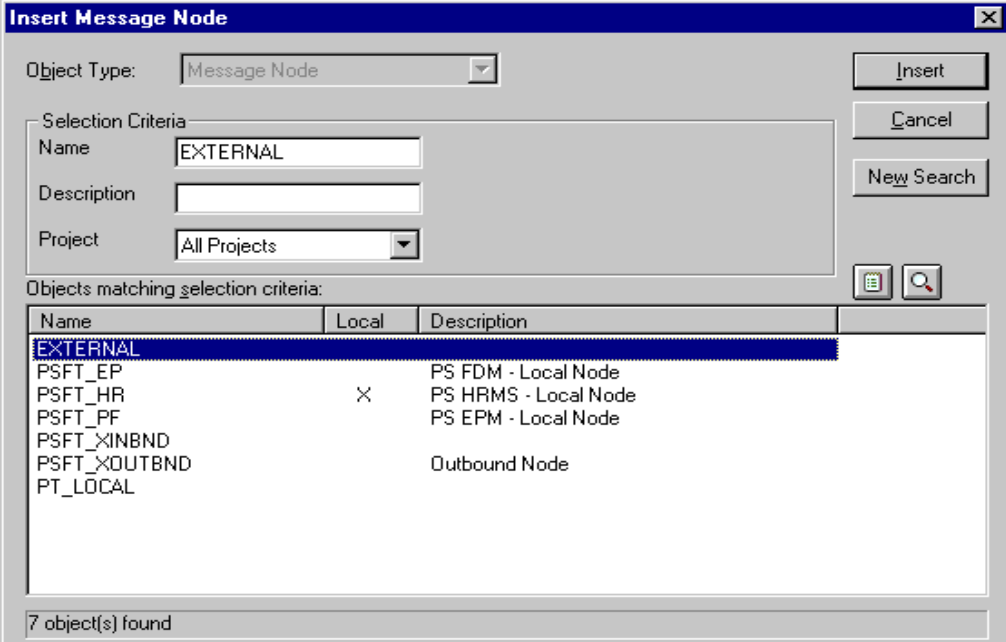 Insert Message Node
Object Type: Message Node
Insert
Selection Criteria
Cancel
Name EXTERNAL
New Search
Description
Project All Projects
Objects matching selection criteria:
Name Local Description
EXTERNAL
PSFT_EP PS FDM - Local Node
PSFT_HR X PS HRMS - Local Node
PSFT_PF PS EPM - Local Node
PSFT_XINBND
PSFT_XOUTBND Outbound Node
PT_LOCAL
7 object(s) found